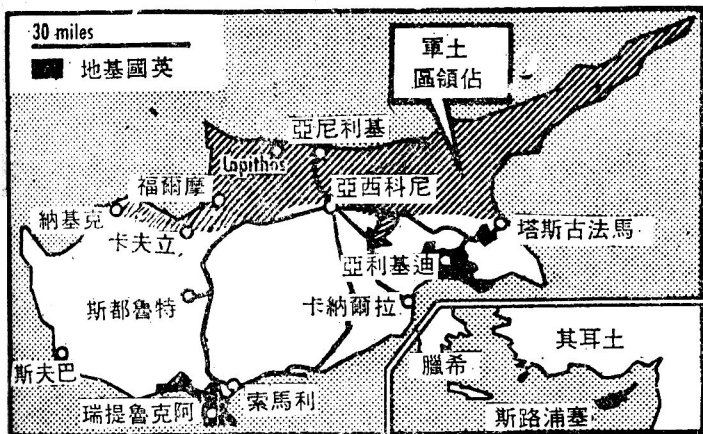 30 miles
英國基地
土軍
佔領區
基利尼亞
Lapithos
摩爾福
尼科西亞
克基納
立夫卡
馬法古斯塔
迪基利亞
特魯都斯
拉爾納卡
巴夫斯
利馬索
阿克魯提瑞
土耳其
希臘
塞浦路斯